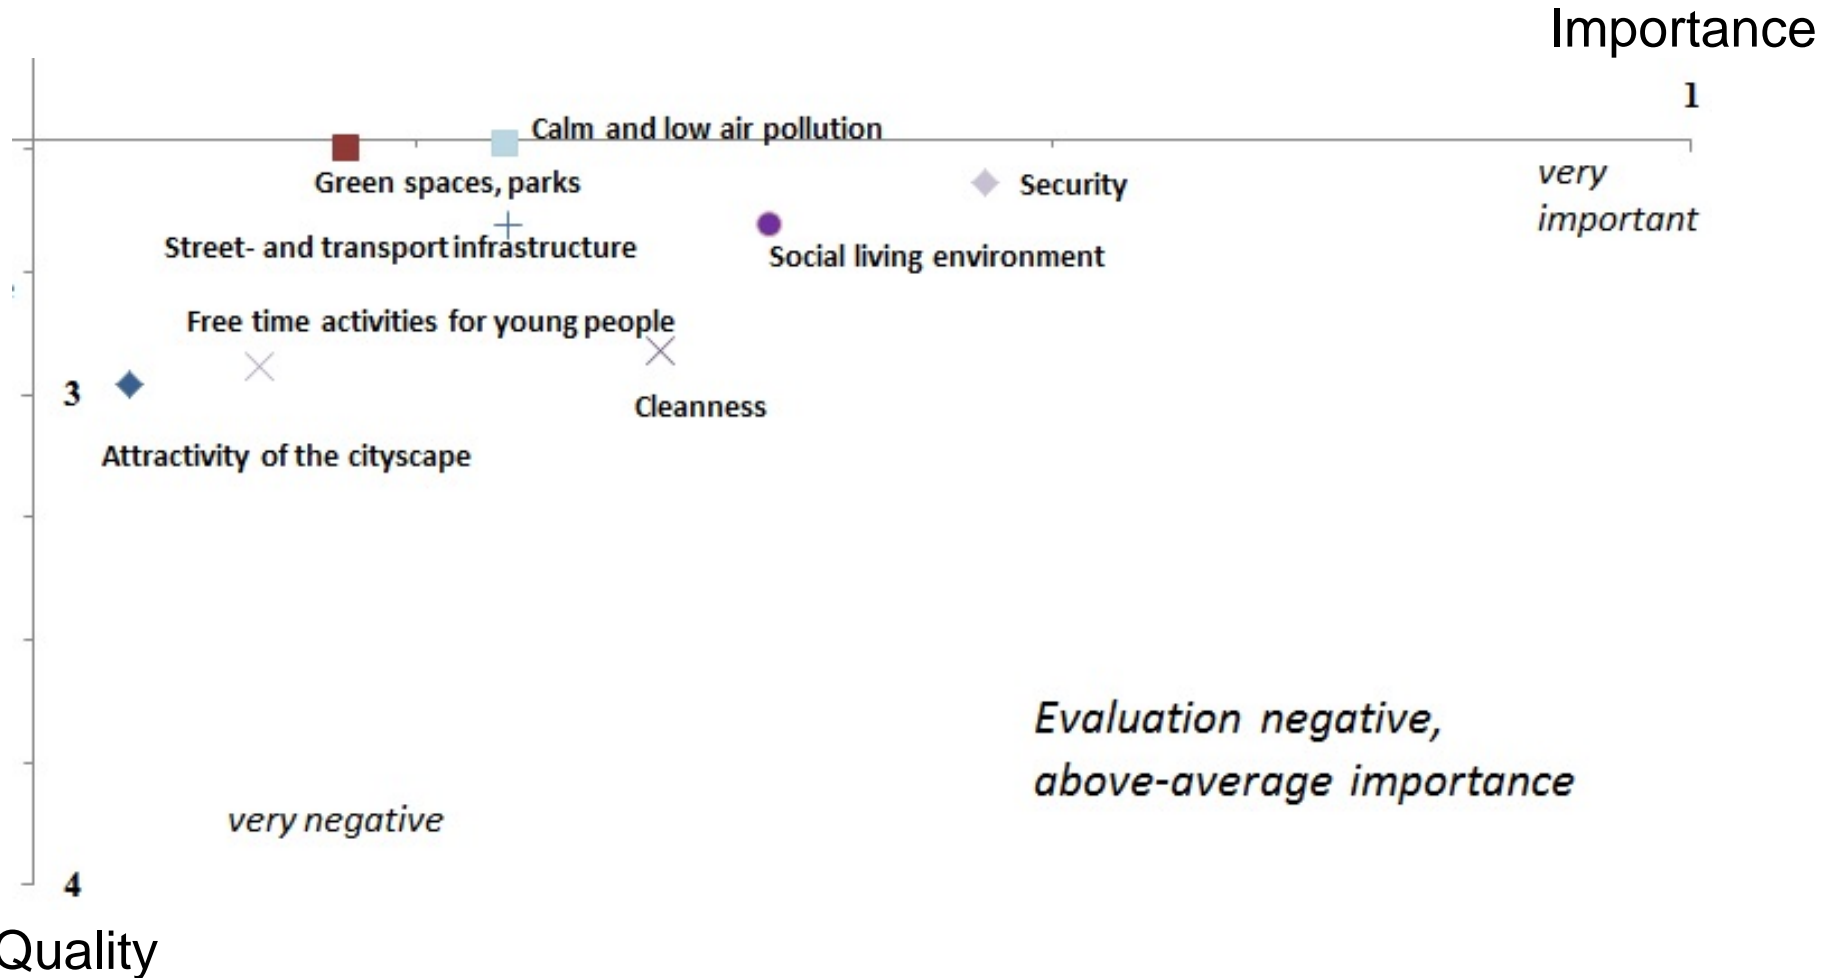 Importance
1
Calm and low air pollution
very
important
Green spaces, parks
Security
Street- and transport infrastructure
Social living environment
Free time activities for young people
3
Cleanness
Attractivity of the cityscape
Evaluation negative,
above-average importance
very negative
4
Quality